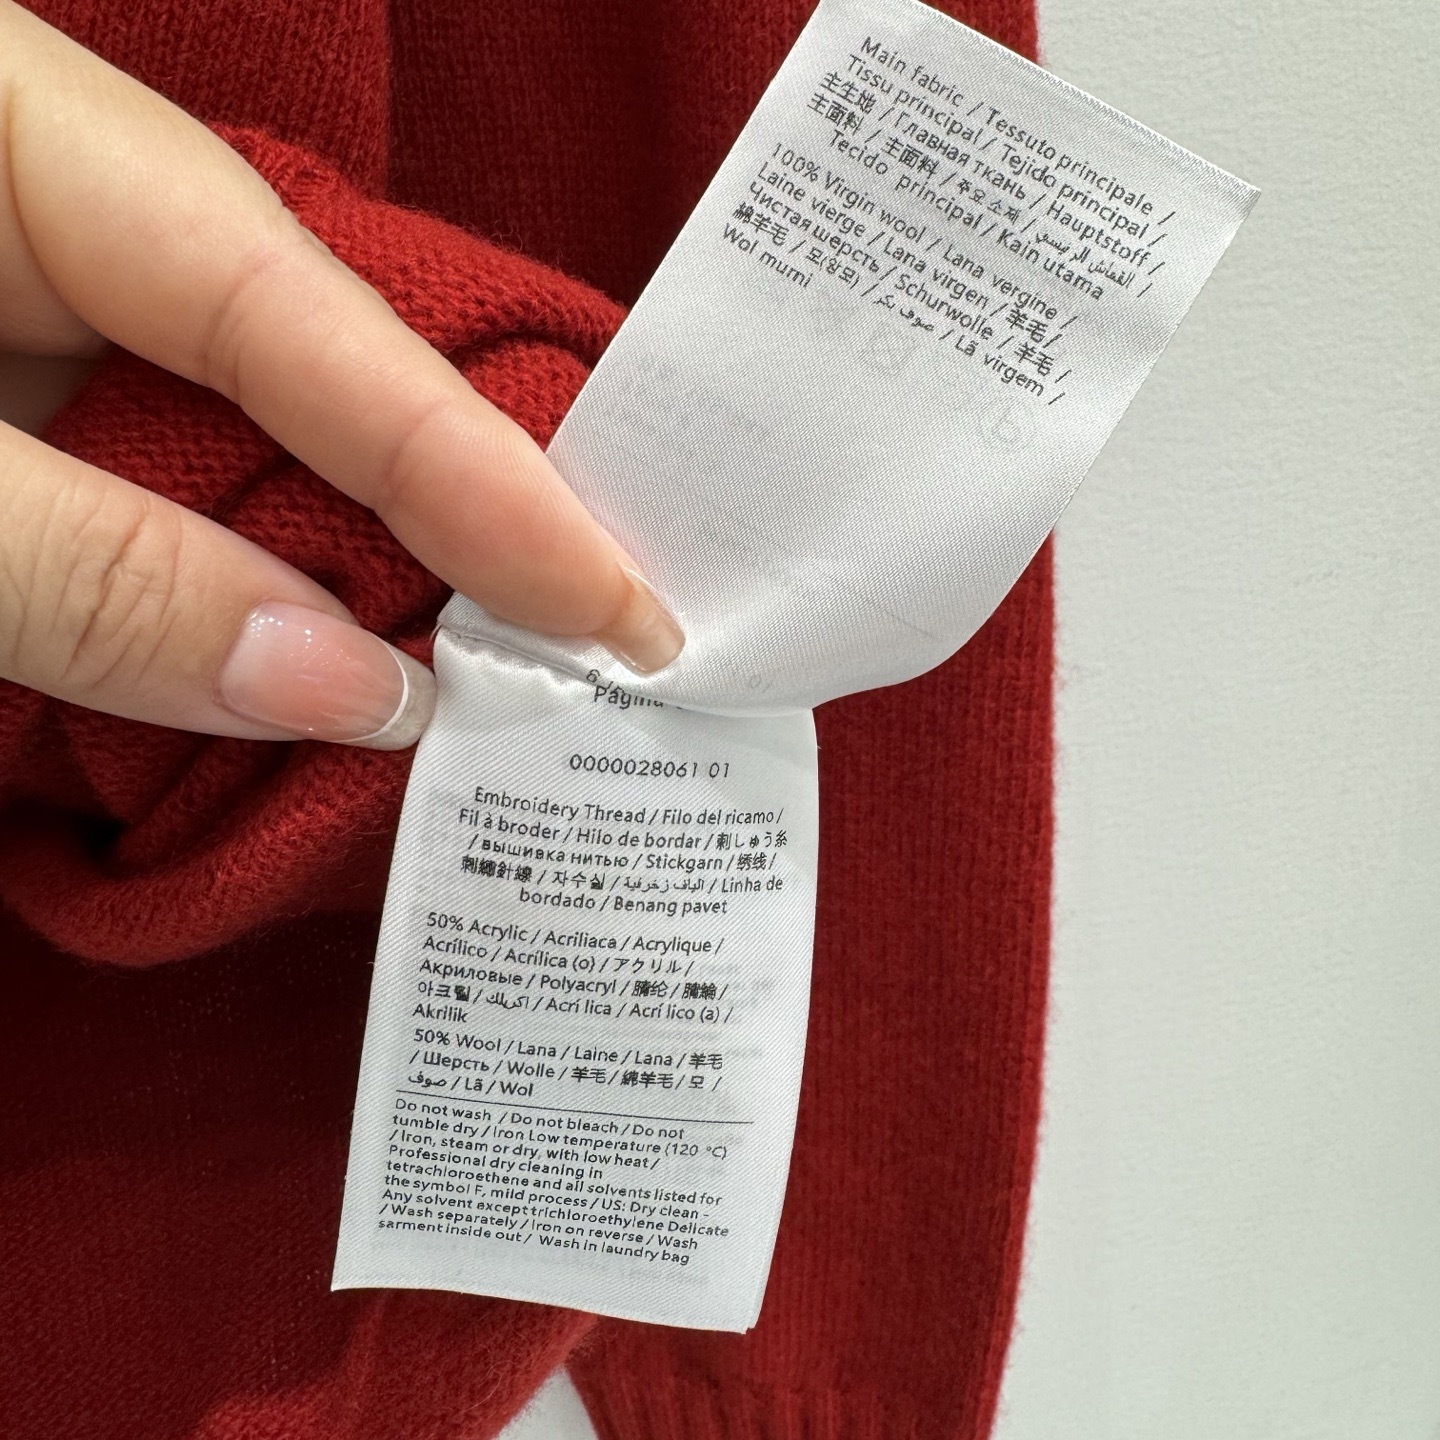 Main fabric / Tessuto principale /
Tissu principal / Tejido principal /
主生地 / Главная ткань / Hauptstoff /
主面料 / 主面料 / 주요 소재 / القماش الرئيسي /
Tecido principal / Kain utama
100% Virgin wool / Lana vergine /
Laine vierge / Lana virgen / 羊毛 /
Чистая шерсть / Schurwolle / 羊毛 /
綿羊毛 / 모(양모) / صوف بكر / Lã virgem /
Wol murni
Página
0000028061 01
Embroidery Thread / Filo del ricamo /
Fil à broder / Hilo de bordar / 刺しゅう糸
/ вышивка нитью / Stickgarn / 绣线 /
刺繡針線 / 자수실 / الياف زخرفية / Linha de
bordado / Benang pavet
50% Acrylic / Acriliaca / Acrylique /
Acrílico / Acrílica (o) / アクリル /
Акриловые / Polyacryl / 腈纶 / 腈綸 /
아크릴 / اكريلك / Acrí lica / Acrí lico (a) /
Akrilik
50% Wool / Lana / Laine / Lana / 羊毛
/ Шерсть / Wolle / 羊毛 / 綿羊毛 / 모 /
صوف / Lã / Wol
Do not wash / Do not bleach / Do not
tumble dry / Iron Low temperature (120 °C)
/ Iron, steam or dry, with low heat /
Professional dry cleaning in
tetrachloroethene and all solvents listed for
the symbol F, mild process / US: Dry clean -
Any solvent except trichloroethylene Delicate
/ Wash separately / Iron on reverse / Wash
sarment inside out / Wash in laundry bag